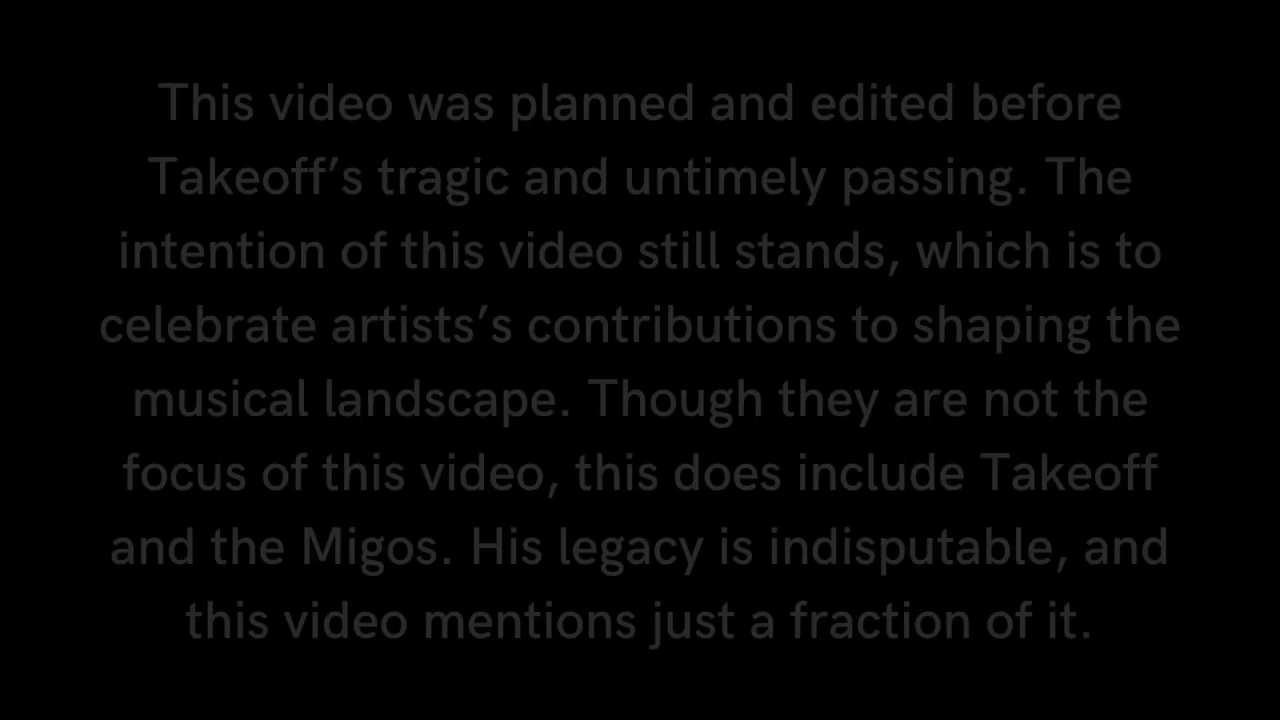 This video was planned and edited before
Takeoff’s tragic and untimely passing. The
intention of this video still stands, which is to
celebrate artists’s contributions to shaping the
musical landscape. Though they are not the
focus of this video, this does include Takeoff
and the Migos. His legacy is indisputable, and
this video mentions just a fraction of it.